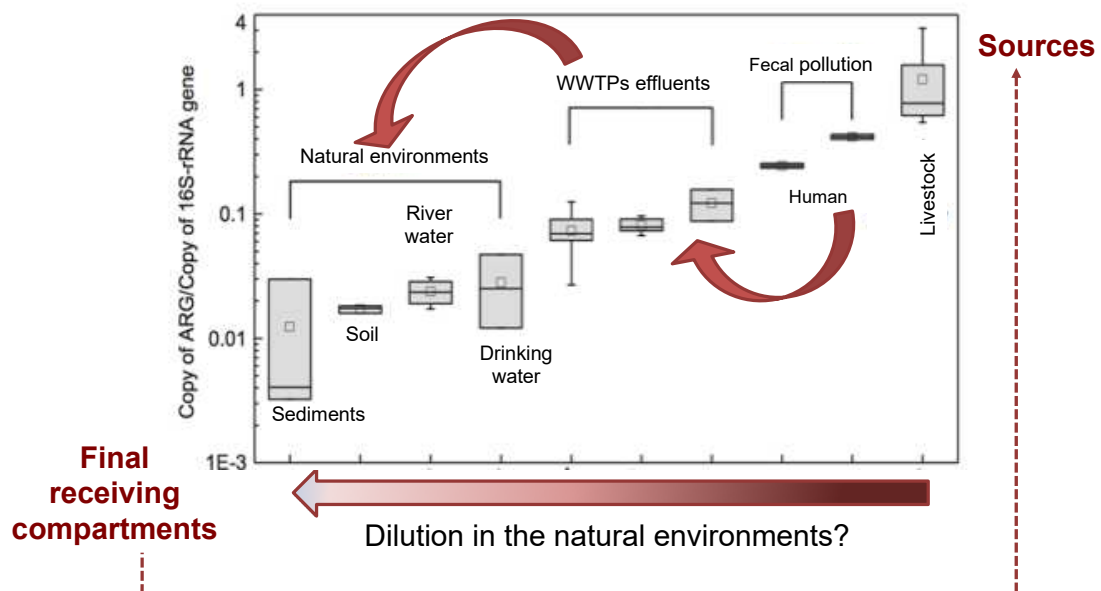 Sources
4
1
0.1
0.01
1E-3
Copy of ARG/Copy of 16S-rRNA gene
Fecal pollution
WWTPs effluents
Natural environments
River
water
Human
Livestock
Soil
Drinking
water
Sediments
Final
receiving
compartments
Dilution in the natural environments?